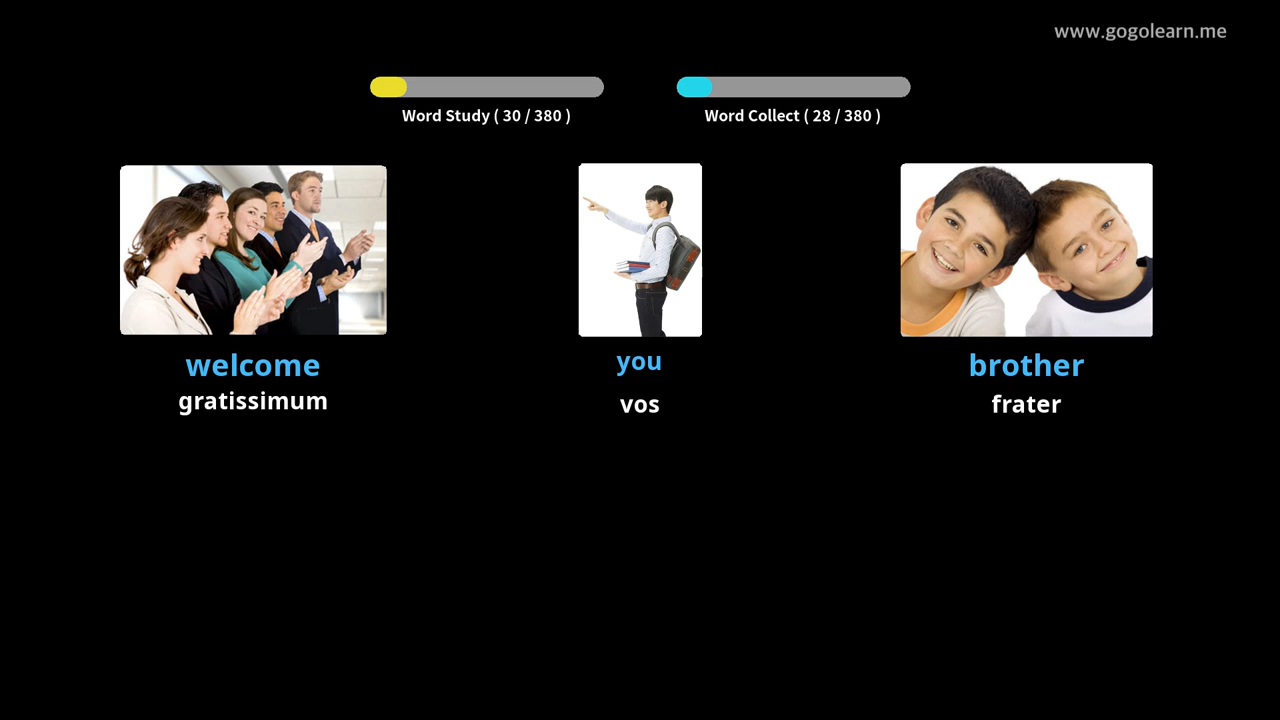 www.gogolearn.me
Word Study ( 30 / 380 )
Word Collect ( 28 / 380 )
welcome
gratissimum
you
vos
brother
frater